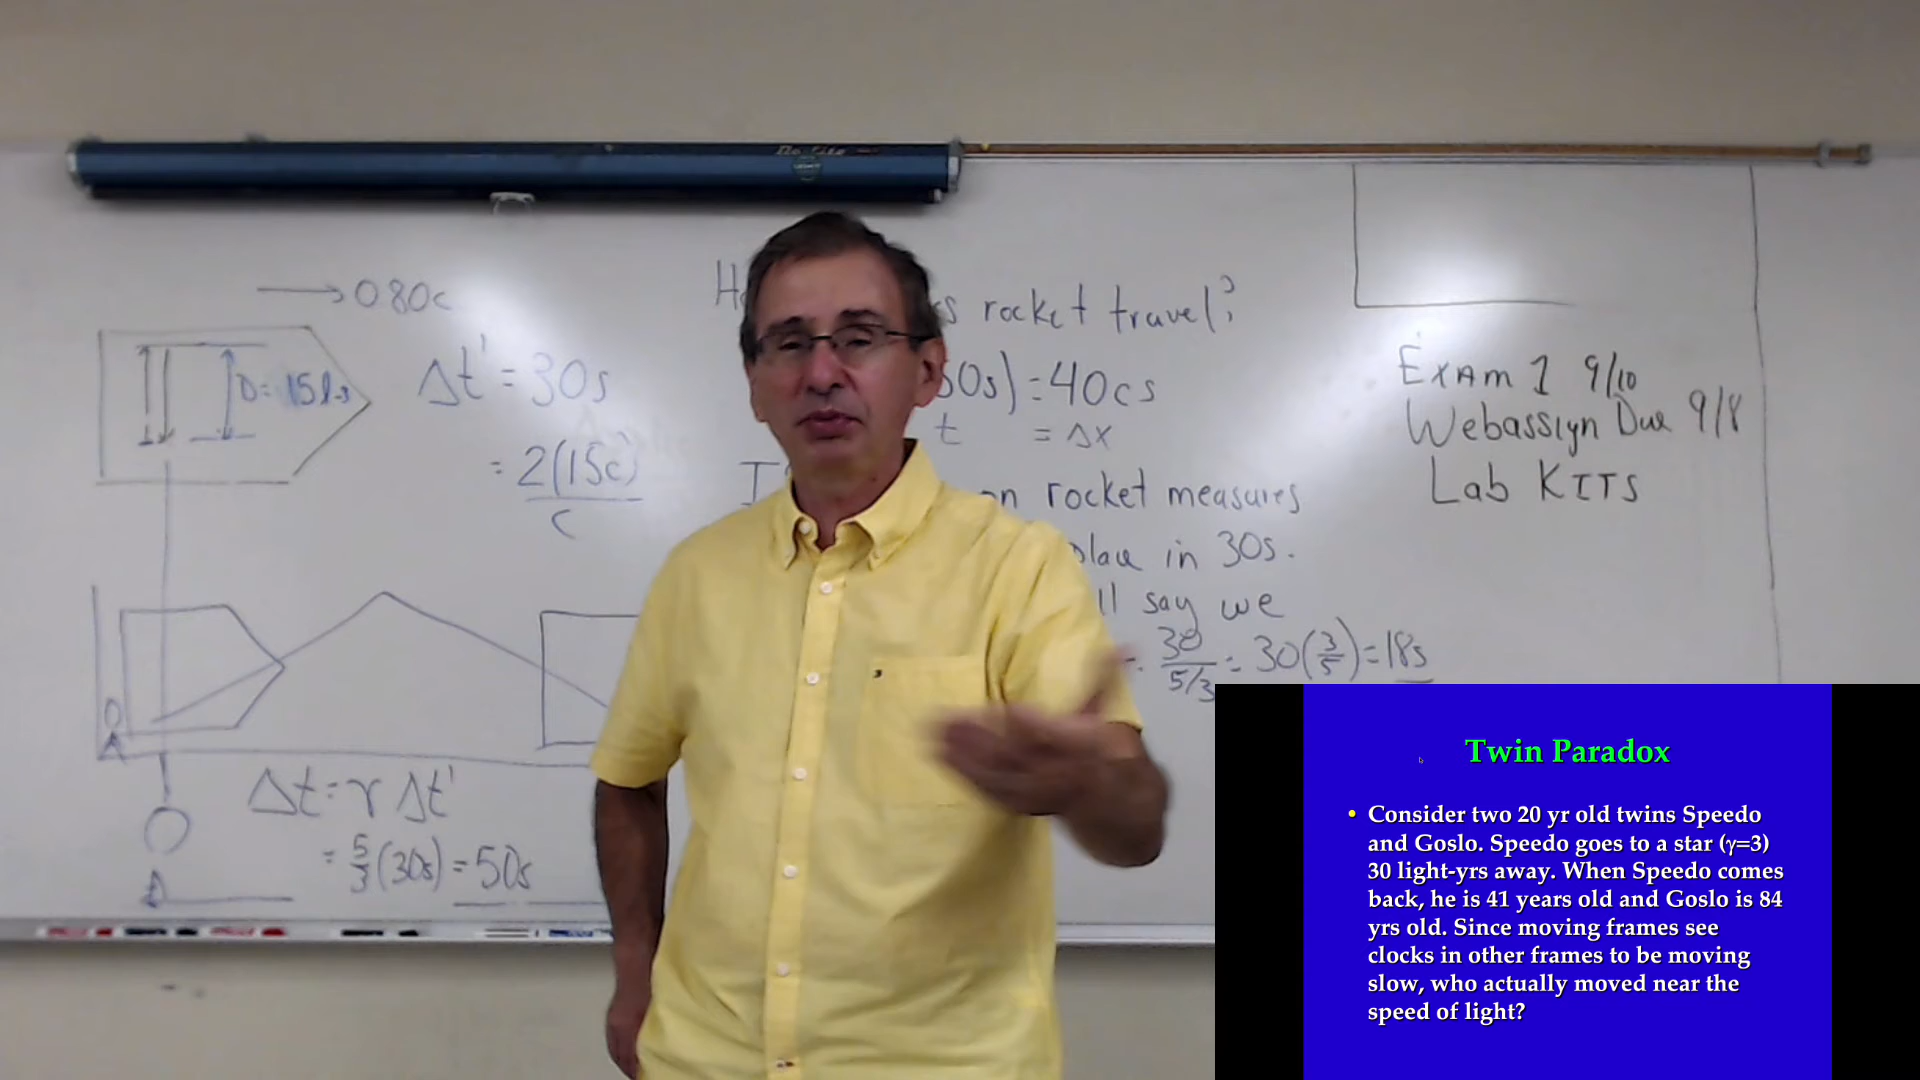 → 0.80c
D = 15 l-s
Δt' = 30s
= 2(15c)
c
Δt = γ Δt'
= 5/3 (30s) = 50s
s rocket travel?
0s) = 40cs
t = Δx
on rocket measures
in 30s.
say we
30
5/3
= 30(3/5) = 18s
Exam 1 9/10
Webassign Due 9/8
Lab KITS
Twin Paradox
• Consider two 20 yr old twins Speedo
and Goslo. Speedo goes to a star (γ=3)
30 light-yrs away. When Speedo comes
back, he is 41 years old and Goslo is 84
yrs old. Since moving frames see
clocks in other frames to be moving
slow, who actually moved near the
speed of light?